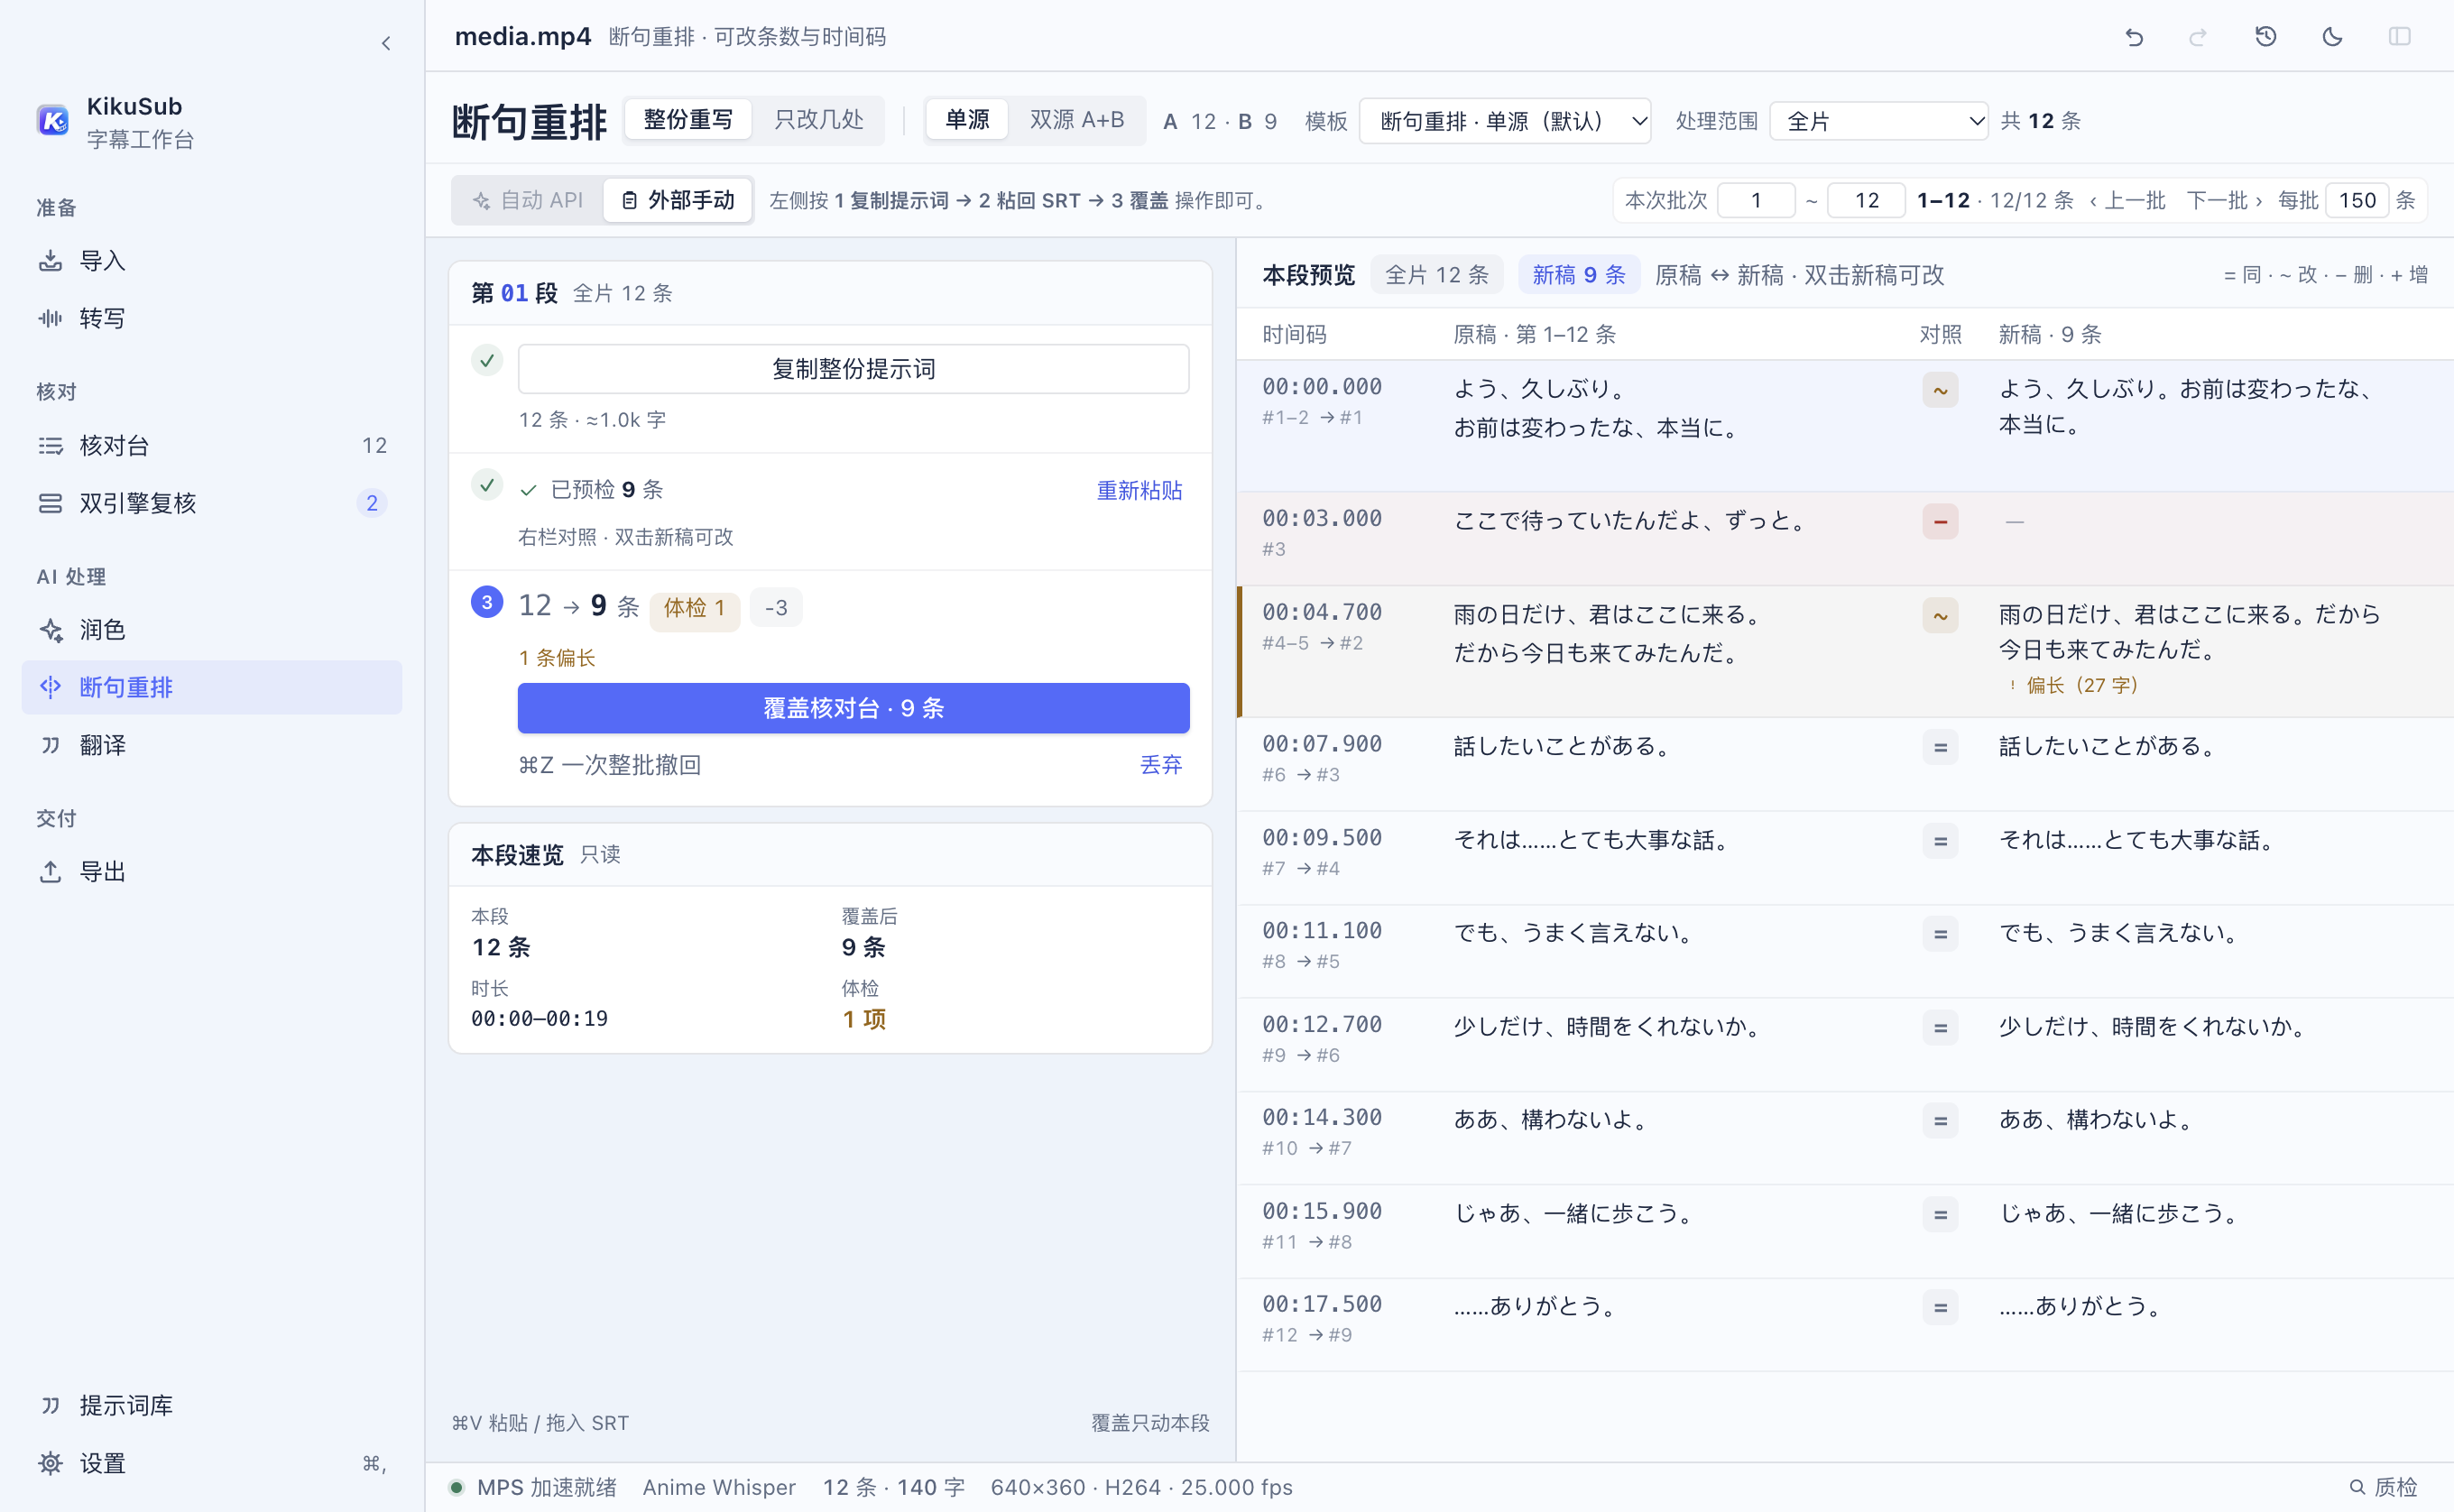 KikuSub
字幕工作台
准备
导入
转写
核对
核对台 12
双引擎复核 2
AI 处理
润色
断句重排
翻译
交付
导出
提示词库
设置 ⌘,
media.mp4 断句重排 · 可改条数与时间码
断句重排 整份重写 只改几处 单源 双源 A+B A 12 · B 9 模板 断句重排 · 单源（默认） 处理范围 全片 共 12 条
自动 API 外部手动 左侧按 1 复制提示词 → 2 粘回 SRT → 3 覆盖 操作即可。 本次批次 1 ~ 12 1–12 · 12/12 条 ‹ 上一批 下一批 › 每批 150 条
第 01 段 全片 12 条
复制整份提示词
12 条 · ≈1.0k 字
✓ 已预检 9 条 重新粘贴
右栏对照 · 双击新稿可改
3 12 → 9 条 体检 1 -3
1 条偏长
覆盖核对台 · 9 条
⌘Z 一次整批撤回 丢弃
本段速览 只读
本段 覆盖后
12 条 9 条
时长 体检
00:00–00:19 1 项
⌘V 粘贴 / 拖入 SRT 覆盖只动本段
本段预览 全片 12 条 新稿 9 条 原稿 ↔ 新稿 · 双击新稿可改 = 同 · ~ 改 · − 删 · + 增
时间码 原稿 · 第 1–12 条 对照 新稿 · 9 条
00:00.000 よう、久しぶり。 ~ よう、久しぶり。お前は変わったな、
#1–2 →#1 お前は変わったな、本当に。 本当に。
00:03.000 ここで待っていたんだよ、ずっと。 − —
#3
00:04.700 雨の日だけ、君はここに来る。 ~ 雨の日だけ、君はここに来る。だから
#4–5 →#2 だから今日も来てみたんだ。 今日も来てみたんだ。
! 偏长（27 字）
00:07.900 話したいことがある。 = 話したいことがある。
#6 →#3
00:09.500 それは……とても大事な話。 = それは……とても大事な話。
#7 →#4
00:11.100 でも、うまく言えない。 = でも、うまく言えない。
#8 →#5
00:12.700 少しだけ、時間をくれないか。 = 少しだけ、時間をくれないか。
#9 →#6
00:14.300 ああ、構わないよ。 = ああ、構わないよ。
#10 →#7
00:15.900 じゃあ、一緒に歩こう。 = じゃあ、一緒に歩こう。
#11 →#8
00:17.500 ……ありがとう。 = ……ありがとう。
#12 →#9
MPS 加速就绪 Anime Whisper 12 条 · 140 字 640×360 · H264 · 25.000 fps 质检